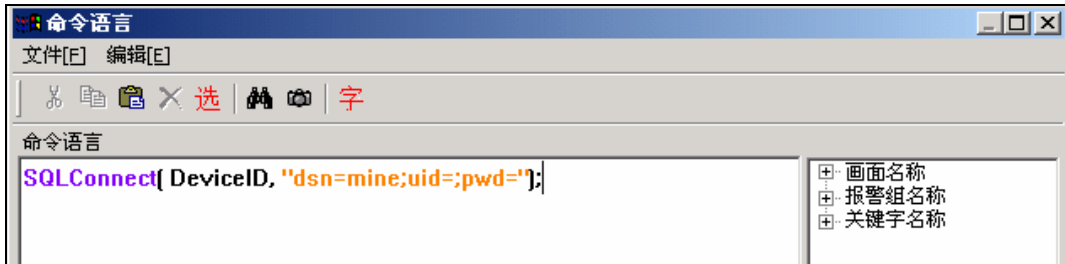 命令语言
文件[F] 编辑[E]
选 字
命令语言
SQLConnect( DeviceID, "dsn=mine;uid=;pwd=");
画面名称
报警组名称
关键字名称